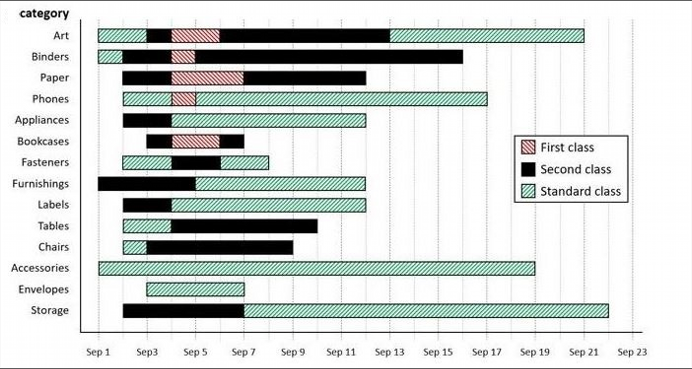 category
Art
Binders
Paper
Phones
Appliances
Bookcases
Fasteners
Furnishings
Labels
Tables
Chairs
Accessories
Envelopes
Storage
First class
Second class
Standard class
Sep 1 Sep3 Sep 5 Sep 7 Sep 9 Sep 11 Sep 13 Sep 15 Sep 17 Sep 19 Sep 21 Sep 23